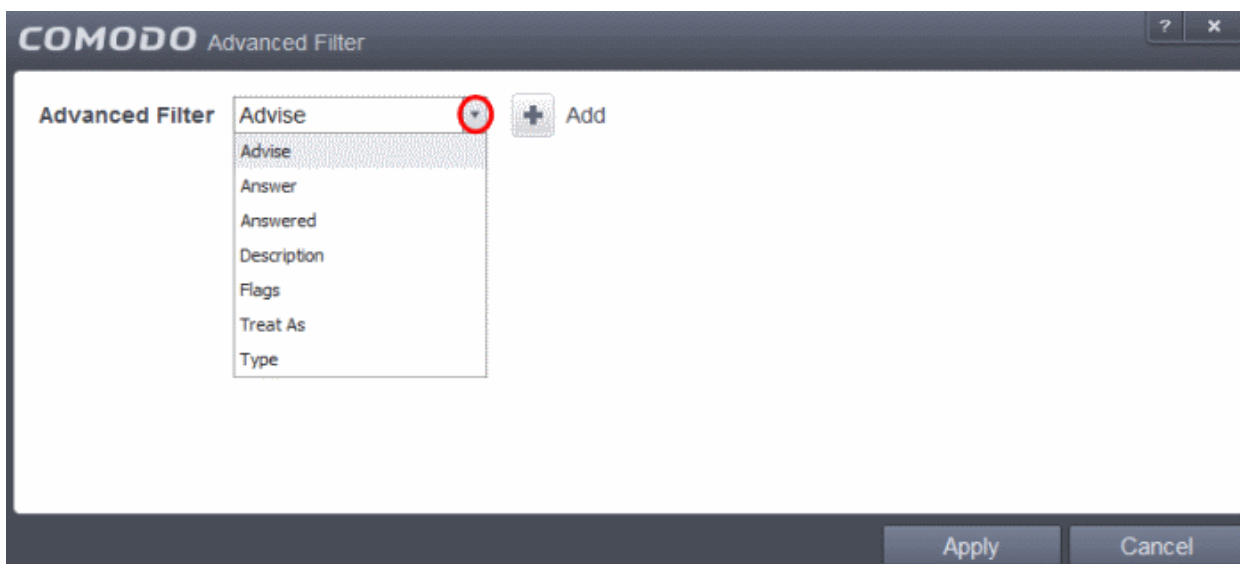 COMODO Advanced Filter ? x
Advanced Filter Advise + Add
Advise
Answer
Answered
Description
Flags
Treat As
Type
Apply Cancel